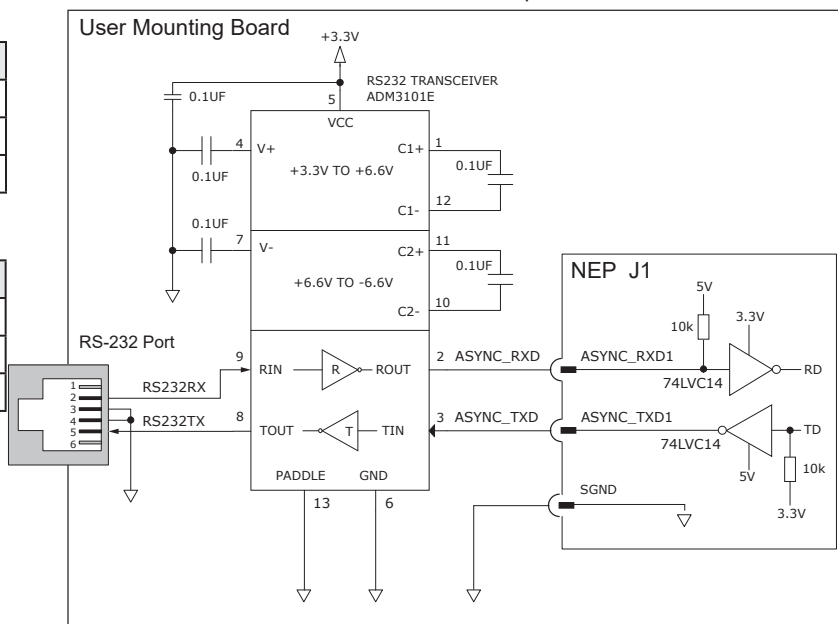 User Mounting Board
+3.3V
0.1UF
5
RS232 TRANSCEIVER
ADM3101E
VCC
4
V+
0.1UF
+3.3V TO +6.6V
C1+
1
0.1UF
C1-
12
0.1UF
7
V-
+6.6V TO -6.6V
C2+
11
0.1UF
C2-
10
NEP J1
5V
10k
3.3V
RS-232 Port
9
RIN
R
ROUT
2
ASYNC_RXD
ASYNC_RXD1
74LVC14
RD
1
2
3
4
5
6
RS232RX
RS232TX
8
TOUT
T
TIN
3
ASYNC_TXD
ASYNC_TXD1
74LVC14
TD
5V
10k
3.3V
PADDLE
GND
13
6
SGND